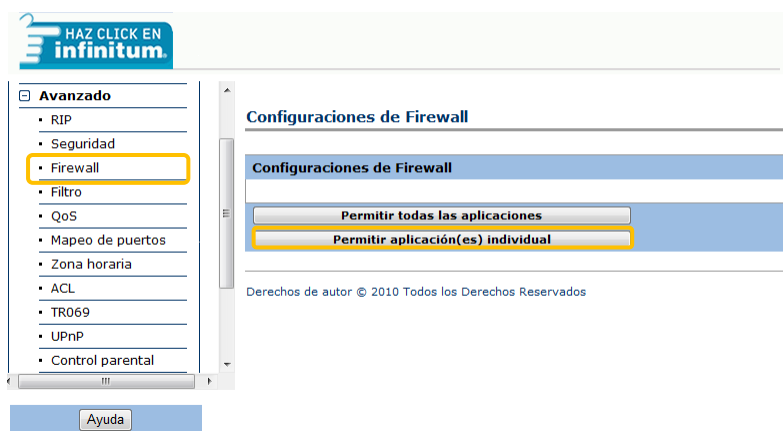 HAZ CLICK EN
infinitum.
Avanzado
RIP
Seguridad
Firewall
Filtro
QoS
Mapeo de puertos
Zona horaria
ACL
TR069
UPnP
Control parental
Ayuda
Configuraciones de Firewall
Configuraciones de Firewall
Permitir todas las aplicaciones
Permitir aplicación(es) individual
Derechos de autor © 2010 Todos los Derechos Reservados